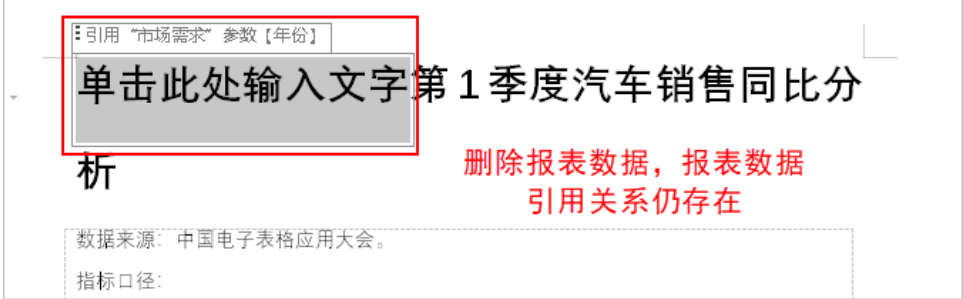 引用“市场需求”参数【年份】
单击此处输入文字第1季度汽车销售同比分
析
删除报表数据，报表数据
引用关系仍存在
数据来源：中国电子表格应用大会。
指标口径：